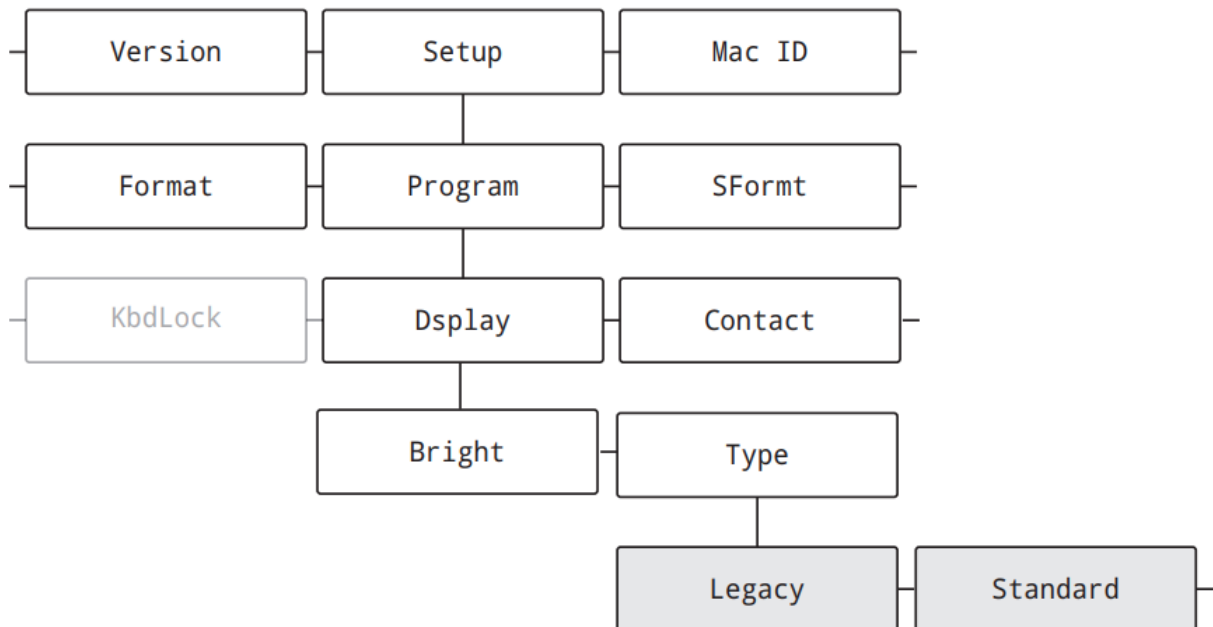 Version
Setup
Mac ID
Format
Program
SFormt
KbdLock
Dsplay
Contact
Bright
Type
Legacy
Standard